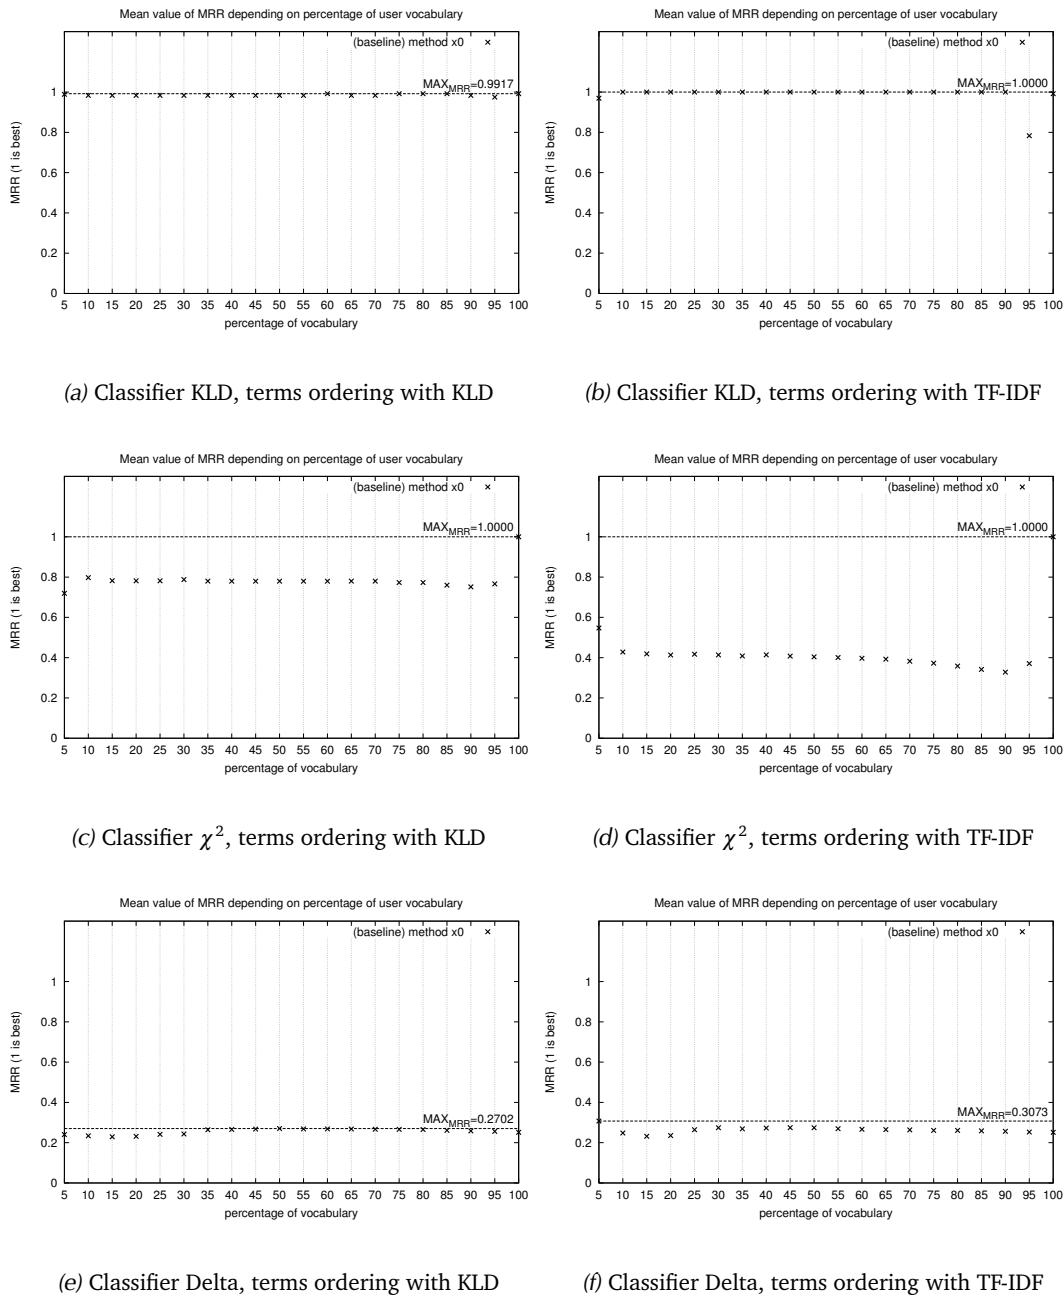 Mean value of MRR depending on percentage of user vocabulary
(baseline) method x0
MAX_MRR=0.9917
MRR (1 is best)
1
0.8
0.6
0.4
0.2
0
5 10 15 20 25 30 35 40 45 50 55 60 65 70 75 80 85 90 95 100
percentage of vocabulary
(a) Classifier KLD, terms ordering with KLD
Mean value of MRR depending on percentage of user vocabulary
(baseline) method x0
MAX_MRR=1.0000
MRR (1 is best)
1
0.8
0.6
0.4
0.2
0
5 10 15 20 25 30 35 40 45 50 55 60 65 70 75 80 85 90 95 100
percentage of vocabulary
(b) Classifier KLD, terms ordering with TF-IDF
Mean value of MRR depending on percentage of user vocabulary
(baseline) method x0
MAX_MRR=1.0000
MRR (1 is best)
1
0.8
0.6
0.4
0.2
0
5 10 15 20 25 30 35 40 45 50 55 60 65 70 75 80 85 90 95 100
percentage of vocabulary
(c) Classifier χ², terms ordering with KLD
Mean value of MRR depending on percentage of user vocabulary
(baseline) method x0
MAX_MRR=1.0000
MRR (1 is best)
1
0.8
0.6
0.4
0.2
0
5 10 15 20 25 30 35 40 45 50 55 60 65 70 75 80 85 90 95 100
percentage of vocabulary
(d) Classifier χ², terms ordering with TF-IDF
Mean value of MRR depending on percentage of user vocabulary
(baseline) method x0
MAX_MRR=0.2702
MRR (1 is best)
1
0.8
0.6
0.4
0.2
0
5 10 15 20 25 30 35 40 45 50 55 60 65 70 75 80 85 90 95 100
percentage of vocabulary
(e) Classifier Delta, terms ordering with KLD
Mean value of MRR depending on percentage of user vocabulary
(baseline) method x0
MAX_MRR=0.3073
MRR (1 is best)
1
0.8
0.6
0.4
0.2
0
5 10 15 20 25 30 35 40 45 50 55 60 65 70 75 80 85 90 95 100
percentage of vocabulary
(f) Classifier Delta, terms ordering with TF-IDF